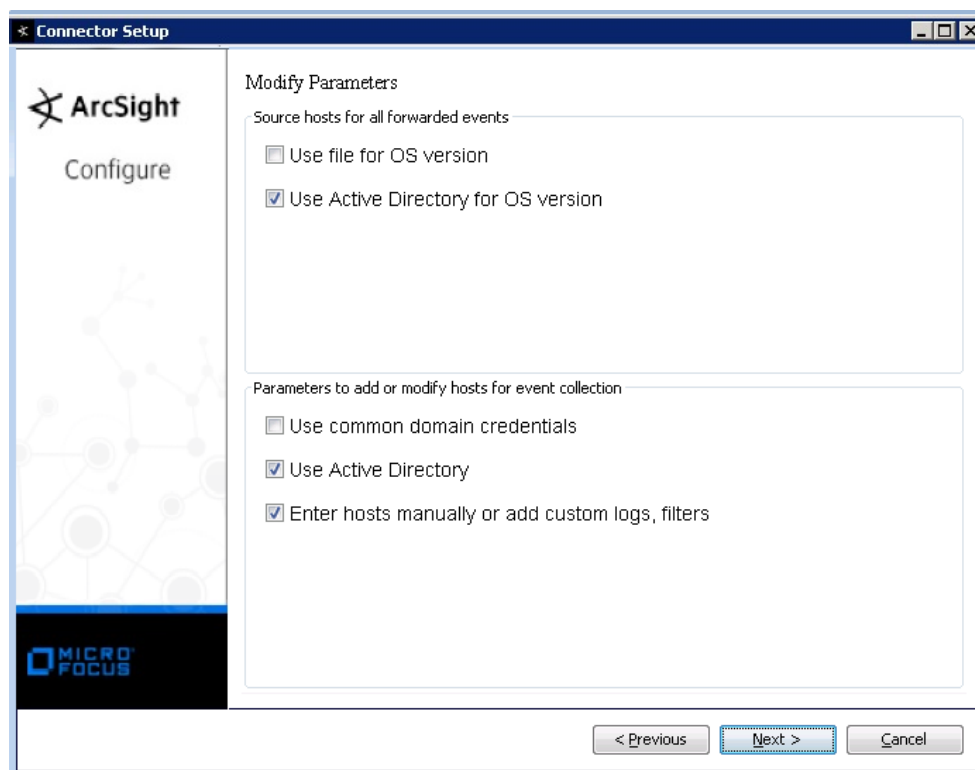 Connector Setup
ArcSight
Configure
Modify Parameters
Source hosts for all forwarded events
Use file for OS version
Use Active Directory for OS version
Parameters to add or modify hosts for event collection
Use common domain credentials
Use Active Directory
Enter hosts manually or add custom logs, filters
MICRO
FOCUS
< Previous
Next >
Cancel